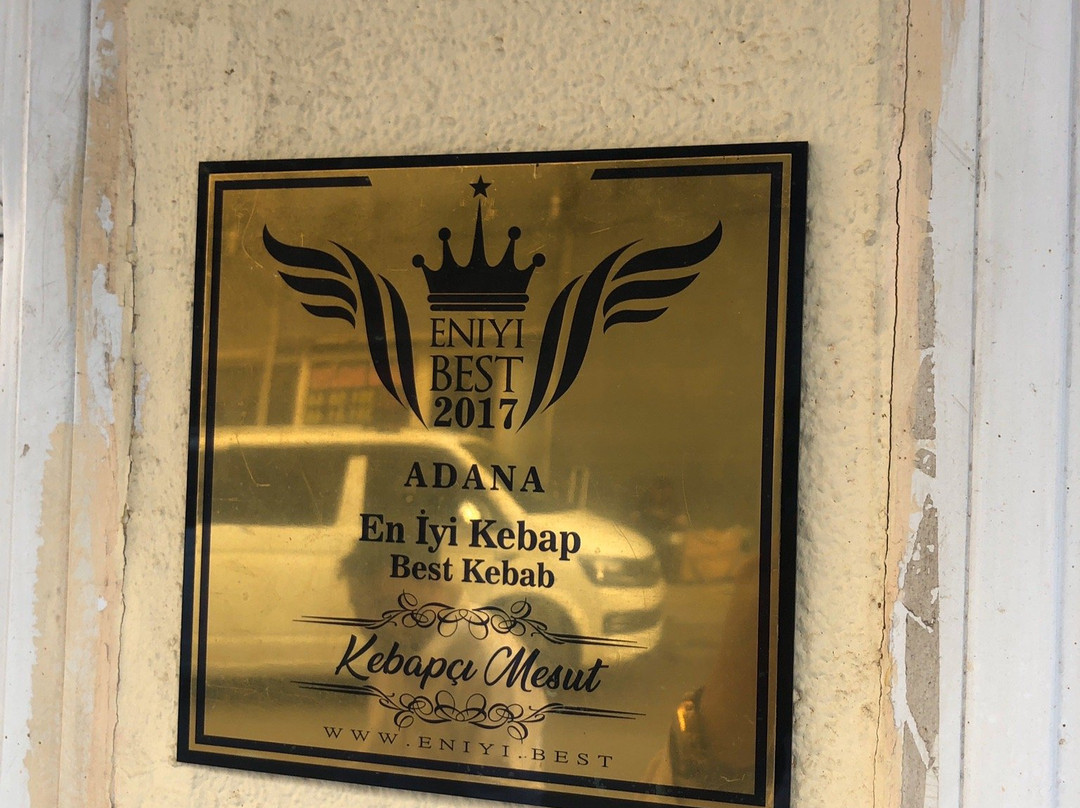 ENIYI
BEST
2017
ADANA
En İyi Kebap
Best Kebab
Kebapçı Mesut
WWW.ENIYI.BEST